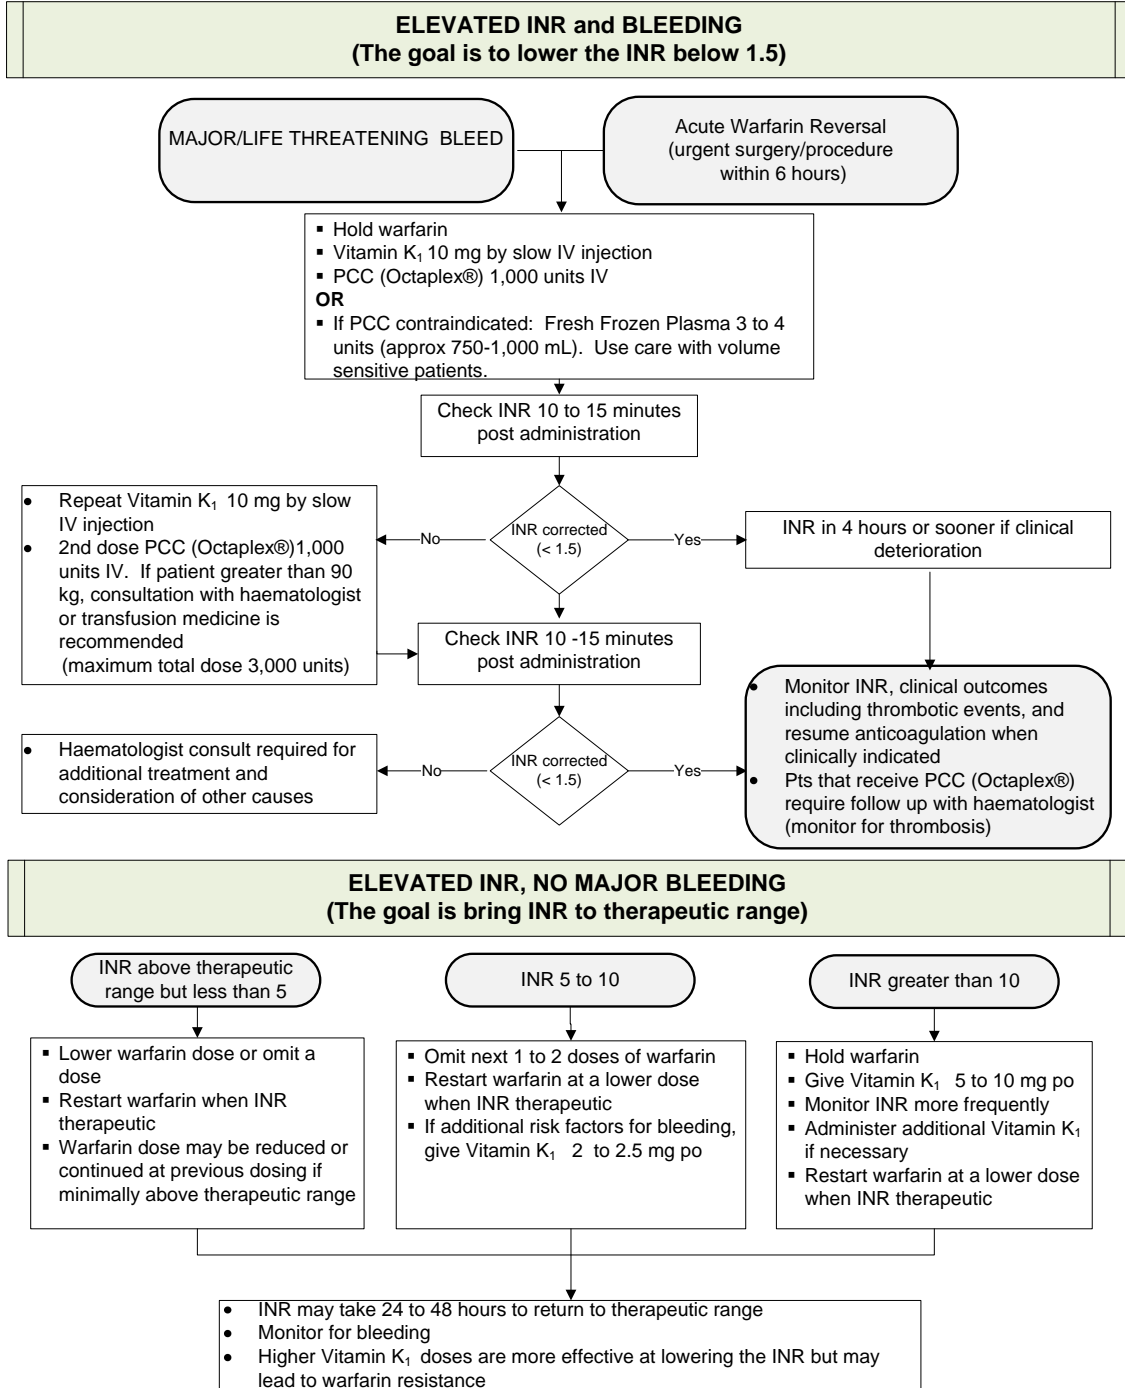 ELEVATED INR and BLEEDING
(The goal is to lower the INR below 1.5)
MAJOR/LIFE THREATENING BLEED
Acute Warfarin Reversal
(urgent surgery/procedure
within 6 hours)
▪ Hold warfarin
▪ Vitamin K₁ 10 mg by slow IV injection
▪ PCC (Octaplex®) 1,000 units IV
OR
▪ If PCC contraindicated: Fresh Frozen Plasma 3 to 4
units (approx 750-1,000 mL). Use care with volume
sensitive patients.
Check INR 10 to 15 minutes
post administration
● Repeat Vitamin K₁ 10 mg by slow
IV injection
● 2nd dose PCC (Octaplex®)1,000
units IV. If patient greater than 90
kg, consultation with haematologist
or transfusion medicine is
recommended
(maximum total dose 3,000 units)
No
INR corrected
(< 1.5)
Yes
INR in 4 hours or sooner if clinical
deterioration
Check INR 10 -15 minutes
post administration
● Haematologist consult required for
additional treatment and
consideration of other causes
No
INR corrected
(< 1.5)
Yes
● Monitor INR, clinical outcomes
including thrombotic events, and
resume anticoagulation when
clinically indicated
● Pts that receive PCC (Octaplex®)
require follow up with haematologist
(monitor for thrombosis)
ELEVATED INR, NO MAJOR BLEEDING
(The goal is bring INR to therapeutic range)
INR above therapeutic
range but less than 5
▪ Lower warfarin dose or omit a
dose
▪ Restart warfarin when INR
therapeutic
▪ Warfarin dose may be reduced or
continued at previous dosing if
minimally above therapeutic range
INR 5 to 10
▪ Omit next 1 to 2 doses of warfarin
▪ Restart warfarin at a lower dose
when INR therapeutic
▪ If additional risk factors for bleeding,
give Vitamin K₁ 2 to 2.5 mg po
INR greater than 10
▪ Hold warfarin
▪ Give Vitamin K₁ 5 to 10 mg po
▪ Monitor INR more frequently
▪ Administer additional Vitamin K₁
if necessary
▪ Restart warfarin at a lower dose
when INR therapeutic
● INR may take 24 to 48 hours to return to therapeutic range
● Monitor for bleeding
● Higher Vitamin K₁ doses are more effective at lowering the INR but may
lead to warfarin resistance